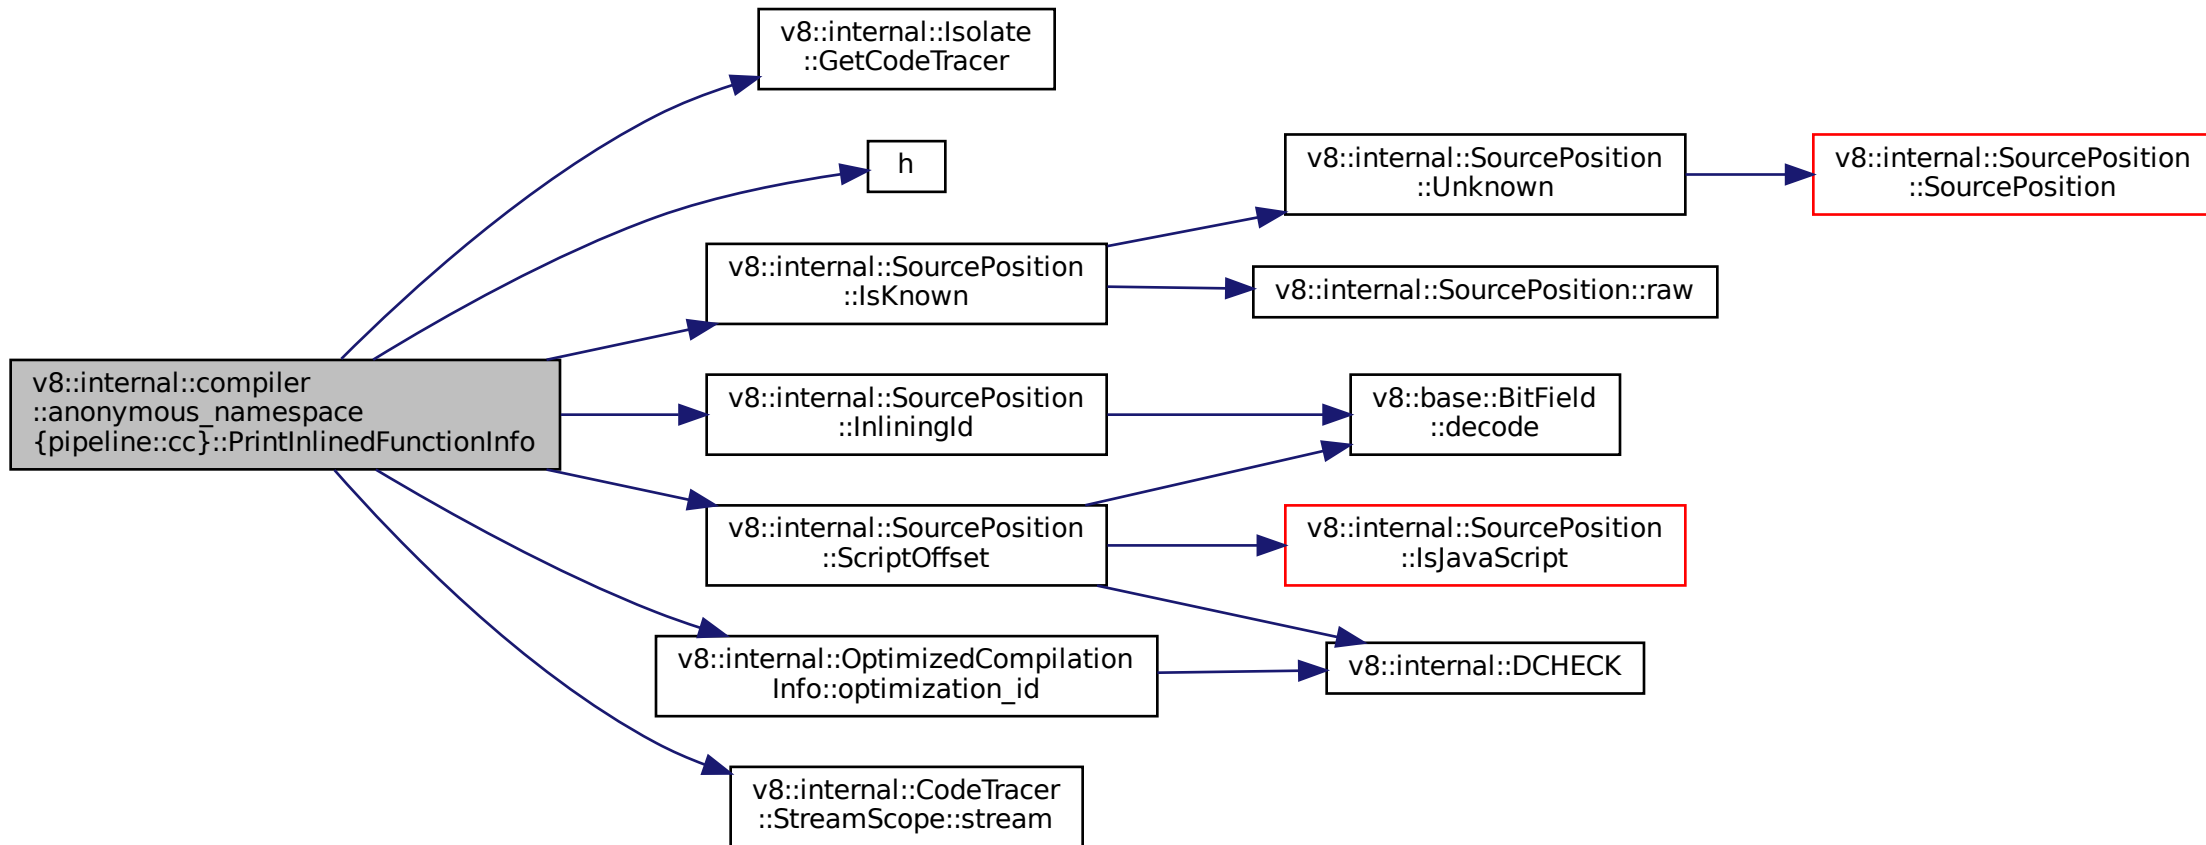 v8::internal::Isolate
::GetCodeTracer
h
v8::internal::SourcePosition
::Unknown
v8::internal::SourcePosition
::SourcePosition
v8::internal::SourcePosition
::IsKnown
v8::internal::SourcePosition::raw
v8::internal::compiler
::anonymous_namespace
{pipeline::cc}::PrintInlinedFunctionInfo
v8::internal::SourcePosition
::InliningId
v8::base::BitField
::decode
v8::internal::SourcePosition
::ScriptOffset
v8::internal::SourcePosition
::IsJavaScript
v8::internal::OptimizedCompilation
Info::optimization_id
v8::internal::DCHECK
v8::internal::CodeTracer
::StreamScope::stream